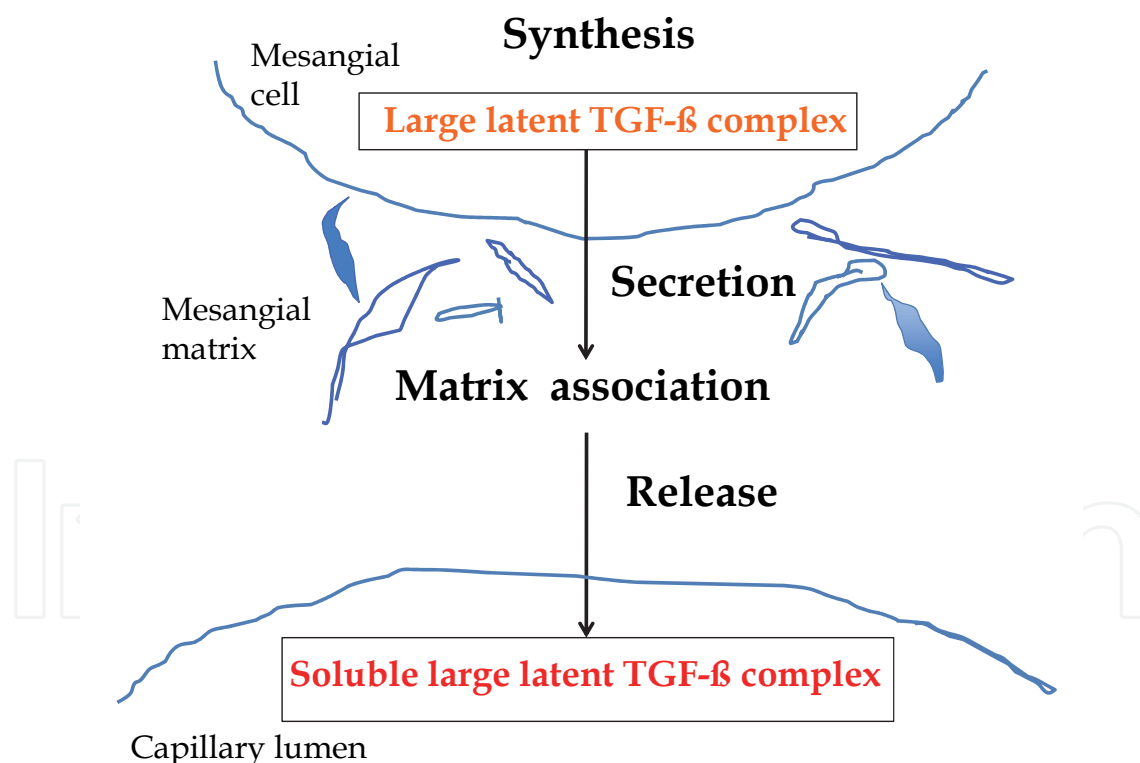 Synthesis
Mesangial
cell
Large latent TGF-ß complex
Secretion
Mesangial
matrix
Matrix association
Release
Soluble large latent TGF-ß complex
Capillary lumen